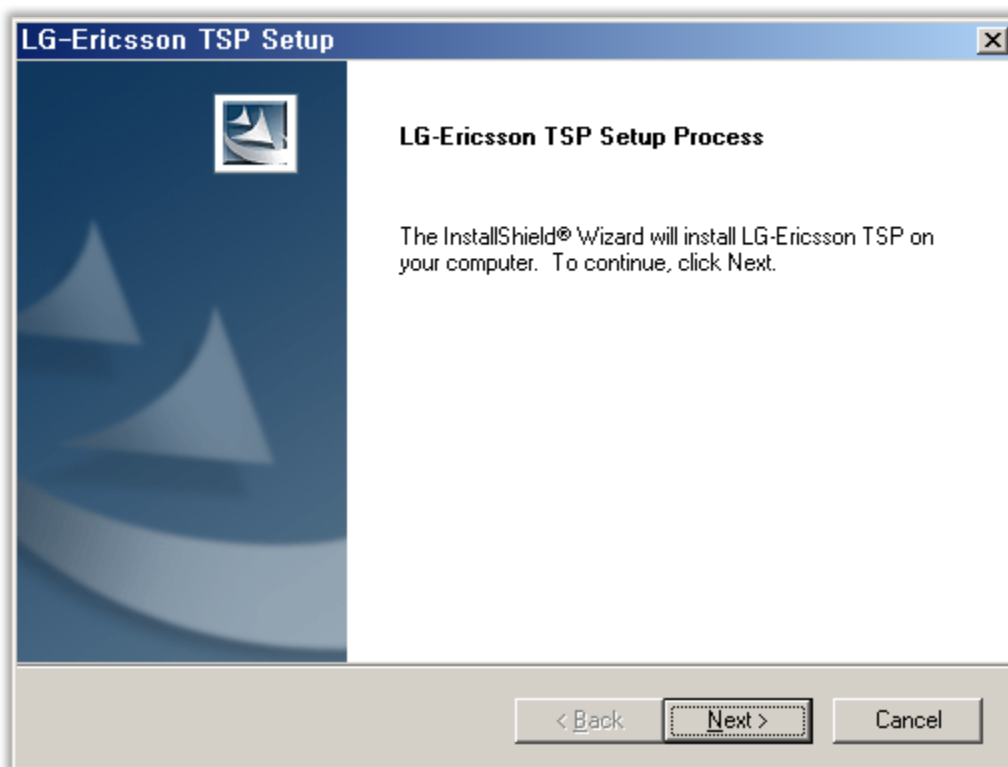 LG-Ericsson TSP Setup
LG-Ericsson TSP Setup Process
The InstallShield® Wizard will install LG-Ericsson TSP on
your computer. To continue, click Next.
< Back
Next >
Cancel